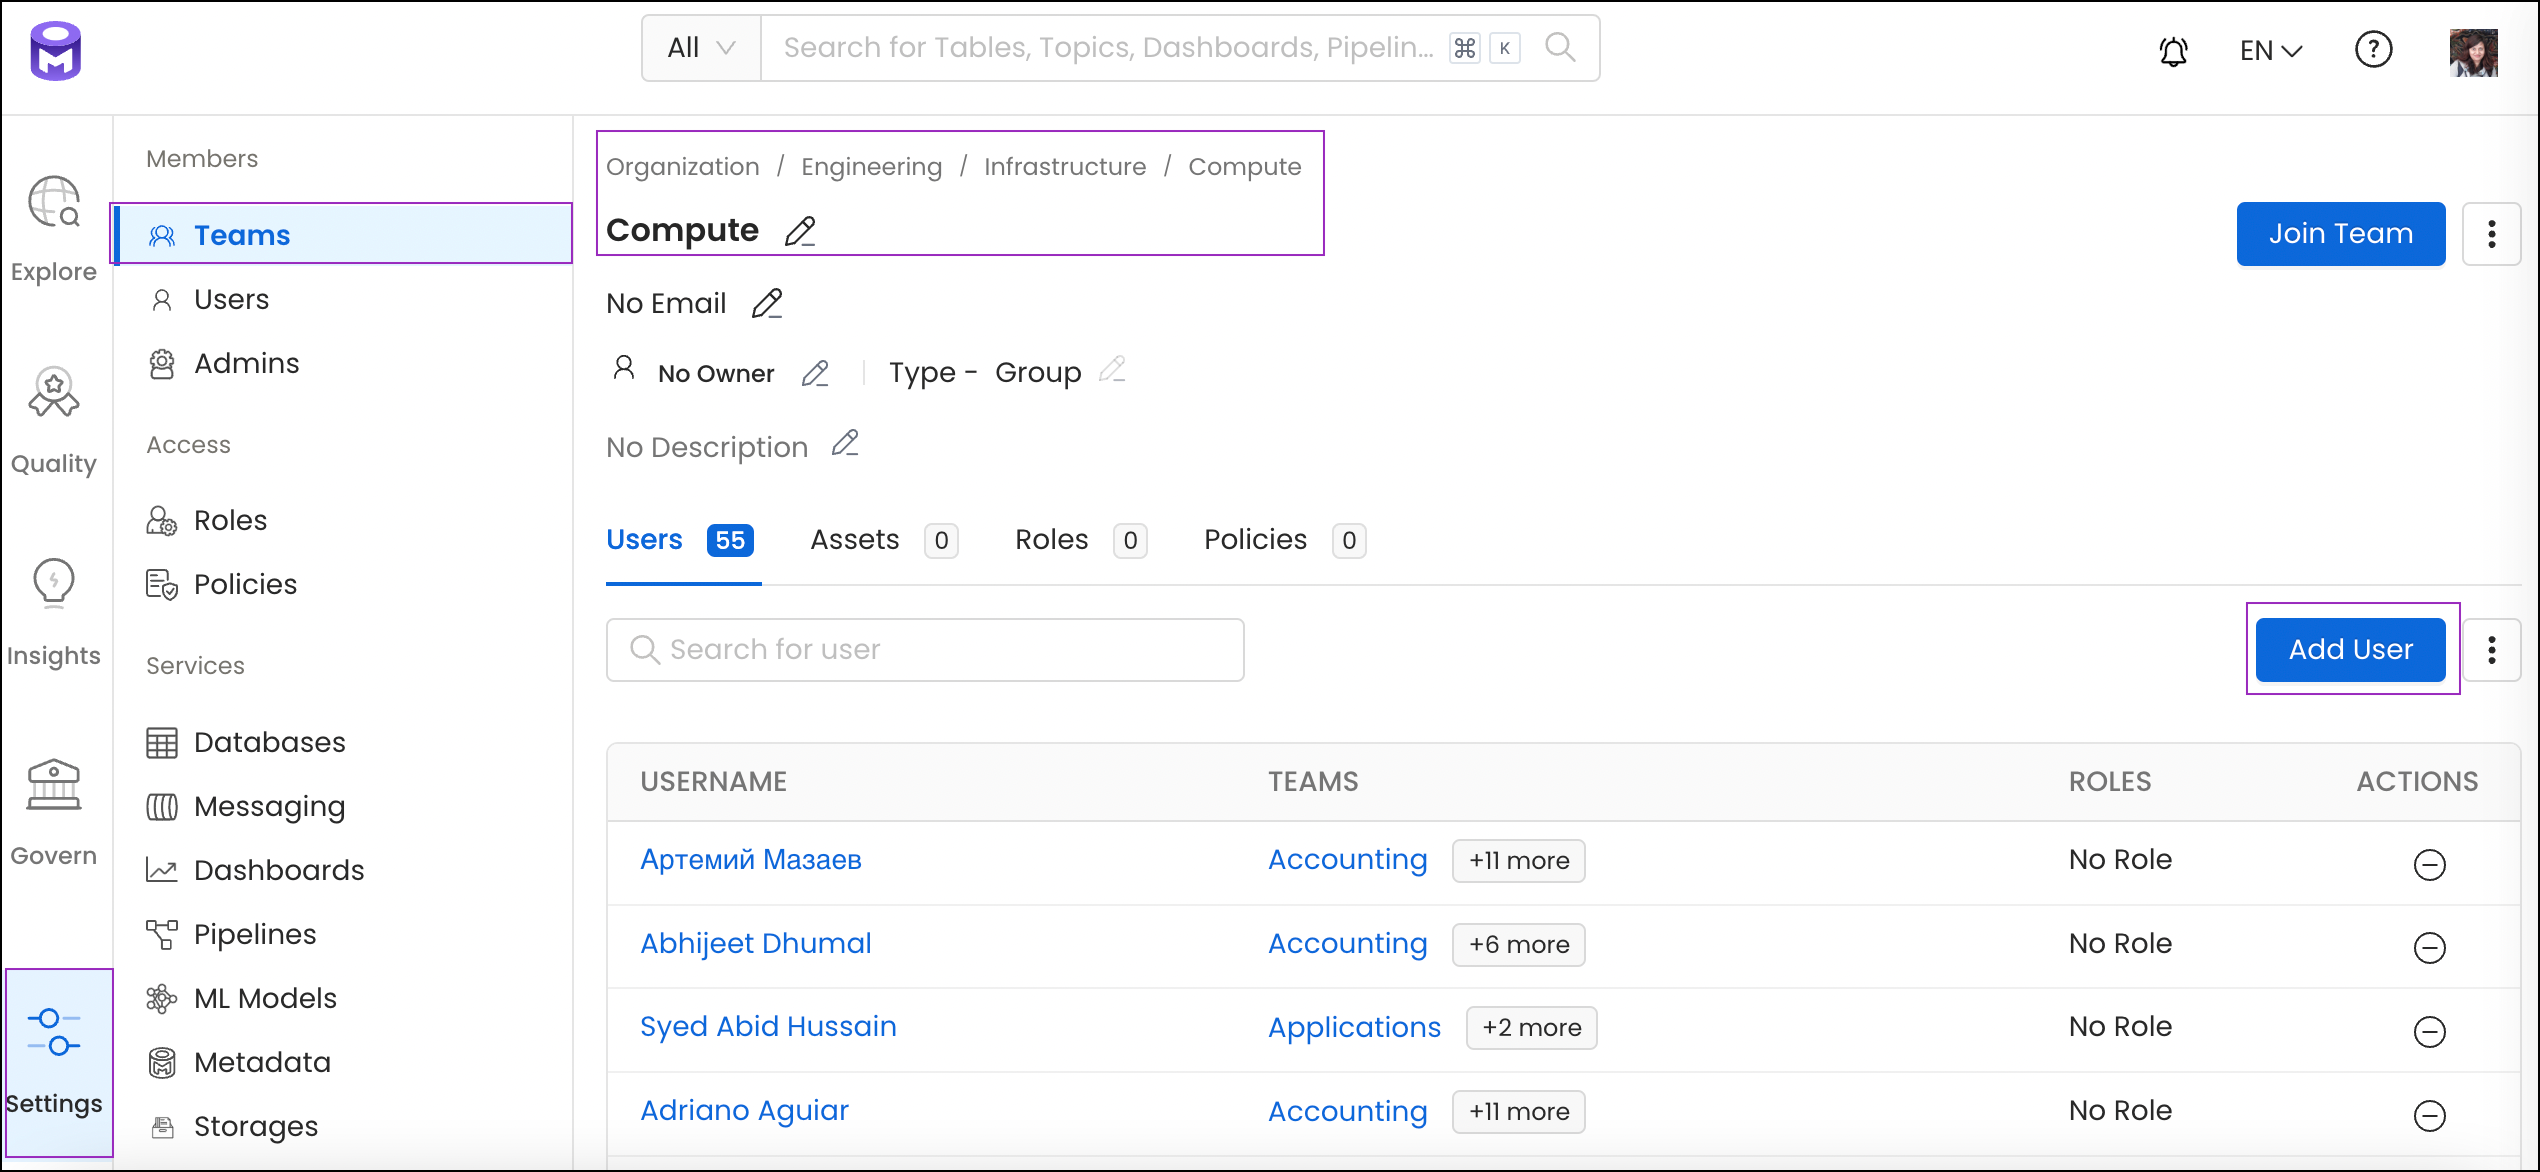 All
Search for Tables, Topics, Dashboards, Pipelin... ⌘ K
EN
?
Explore
Quality
Insights
Govern
Settings
Members
Teams
Users
Admins
Access
Roles
Policies
Services
Databases
Messaging
Dashboards
Pipelines
ML Models
Metadata
Storages
Organization / Engineering / Infrastructure / Compute
Compute
Join Team
No Email
No Owner
Type - Group
No Description
Users 55 Assets 0 Roles 0 Policies 0
Search for user
Add User
USERNAME TEAMS ROLES ACTIONS
Артемий Мазаев Accounting +11 more No Role
Abhijeet Dhumal Accounting +6 more No Role
Syed Abid Hussain Applications +2 more No Role
Adriano Aguiar Accounting +11 more No Role